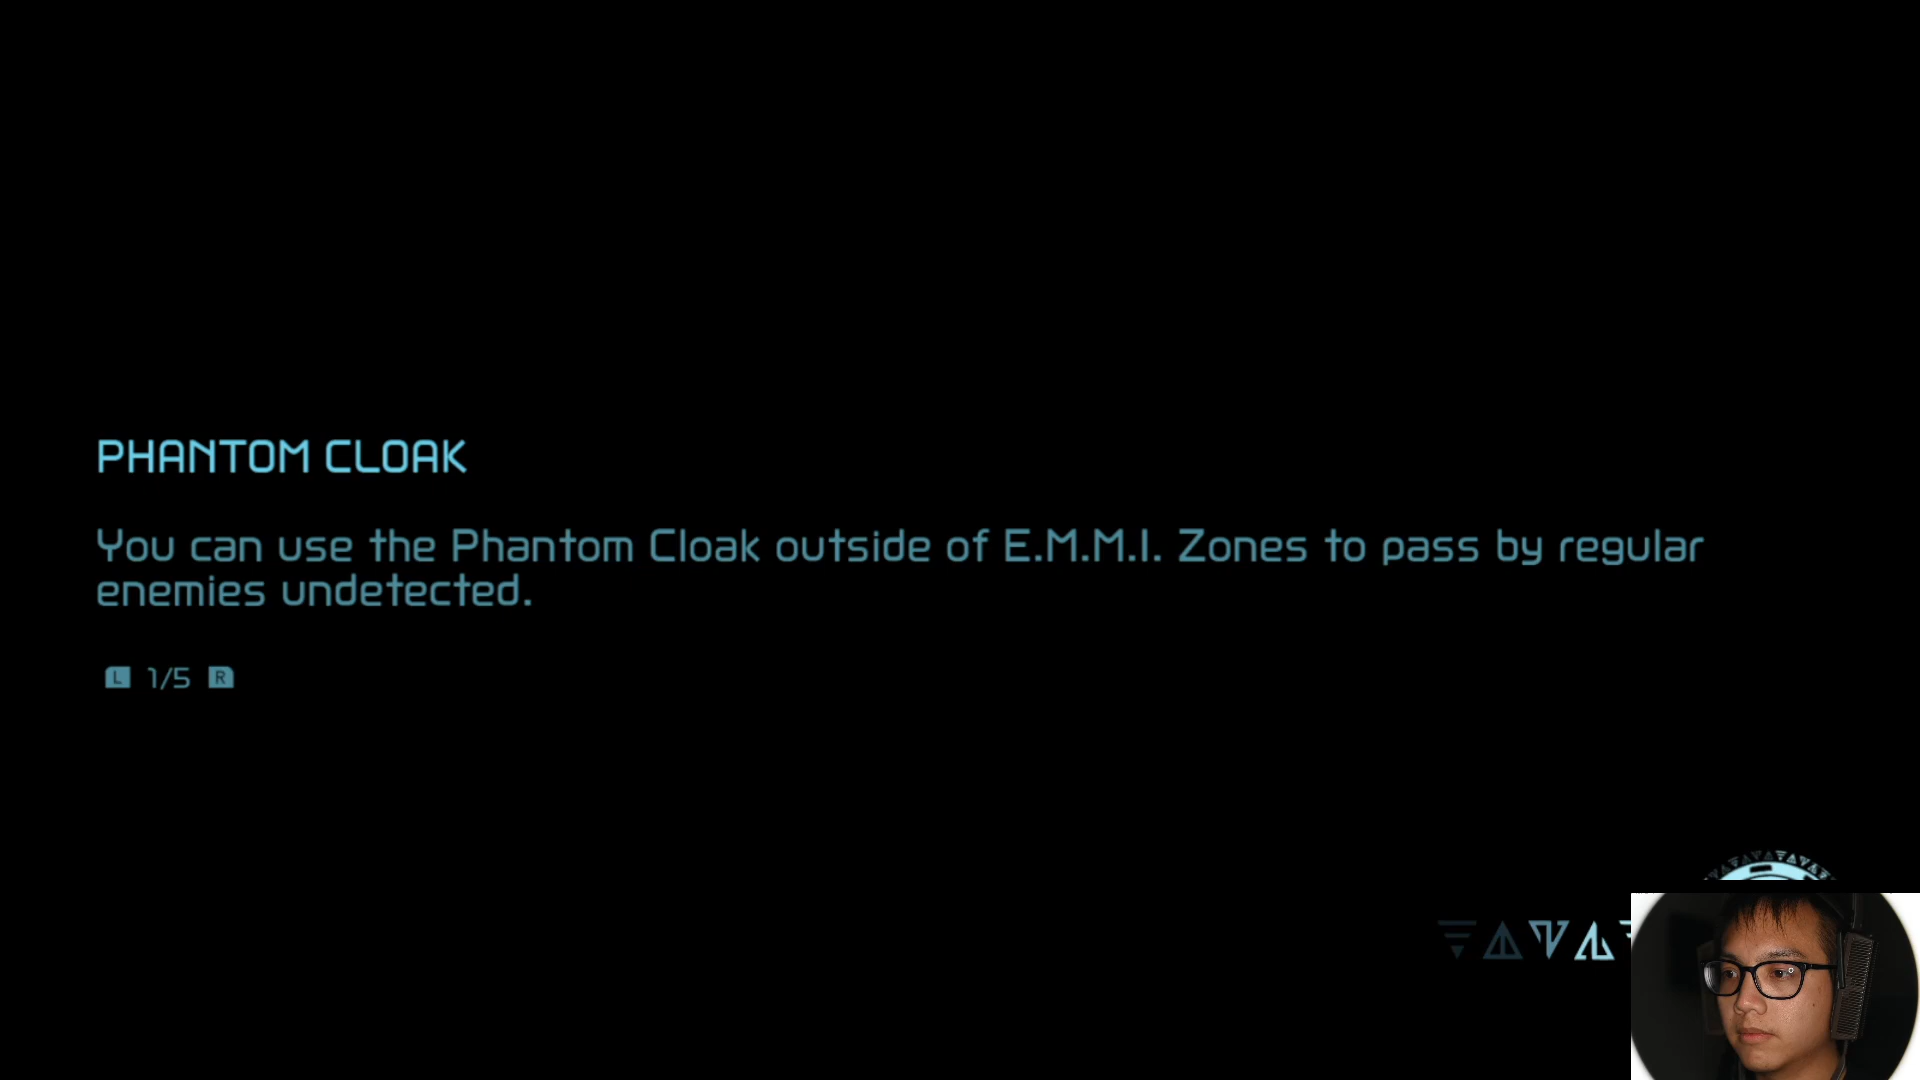 PHANTOM CLOAK
You can use the Phantom Cloak outside of E.M.M.I. Zones to pass by regular
enemies undetected.
L 1/5 R